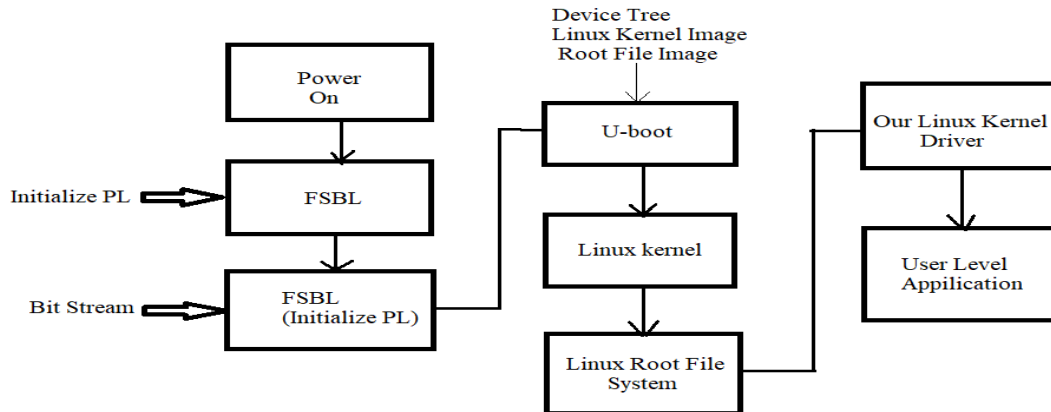 Power
On
Initialize PL
FSBL
Bit Stream
FSBL
(Initialize PL)
Device Tree
Linux Kernel Image
Root File Image
U-boot
Linux kernel
Linux Root File
System
Our Linux Kernel
Driver
User Level
Appilication